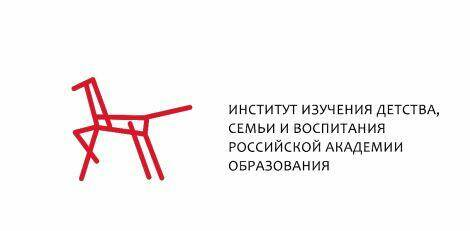 ИНСТИТУТ ИЗУЧЕНИЯ ДЕТСТВА,
СЕМЬИ И ВОСПИТАНИЯ
РОССИЙСКОЙ АКАДЕМИИ
ОБРАЗОВАНИЯ